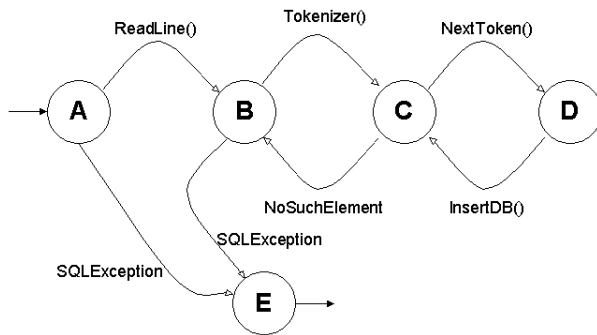 ReadLine()
Tokenizer()
NextToken()
A
B
C
D
NoSuchElement
InsertDB()
SQLException
SQLException
E